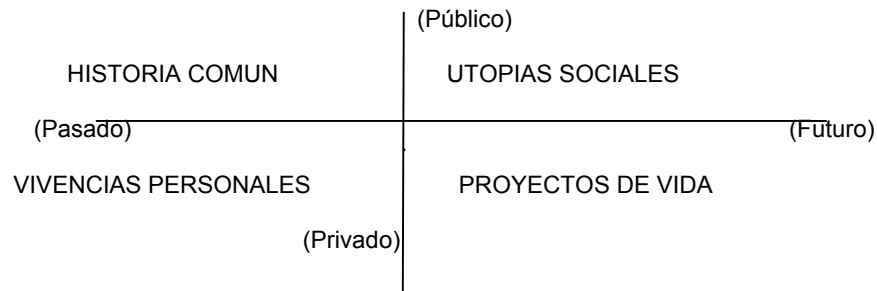 (Público)
HISTORIA COMUN UTOPIAS SOCIALES
(Pasado) (Futuro)
VIVENCIAS PERSONALES PROYECTOS DE VIDA
(Privado)